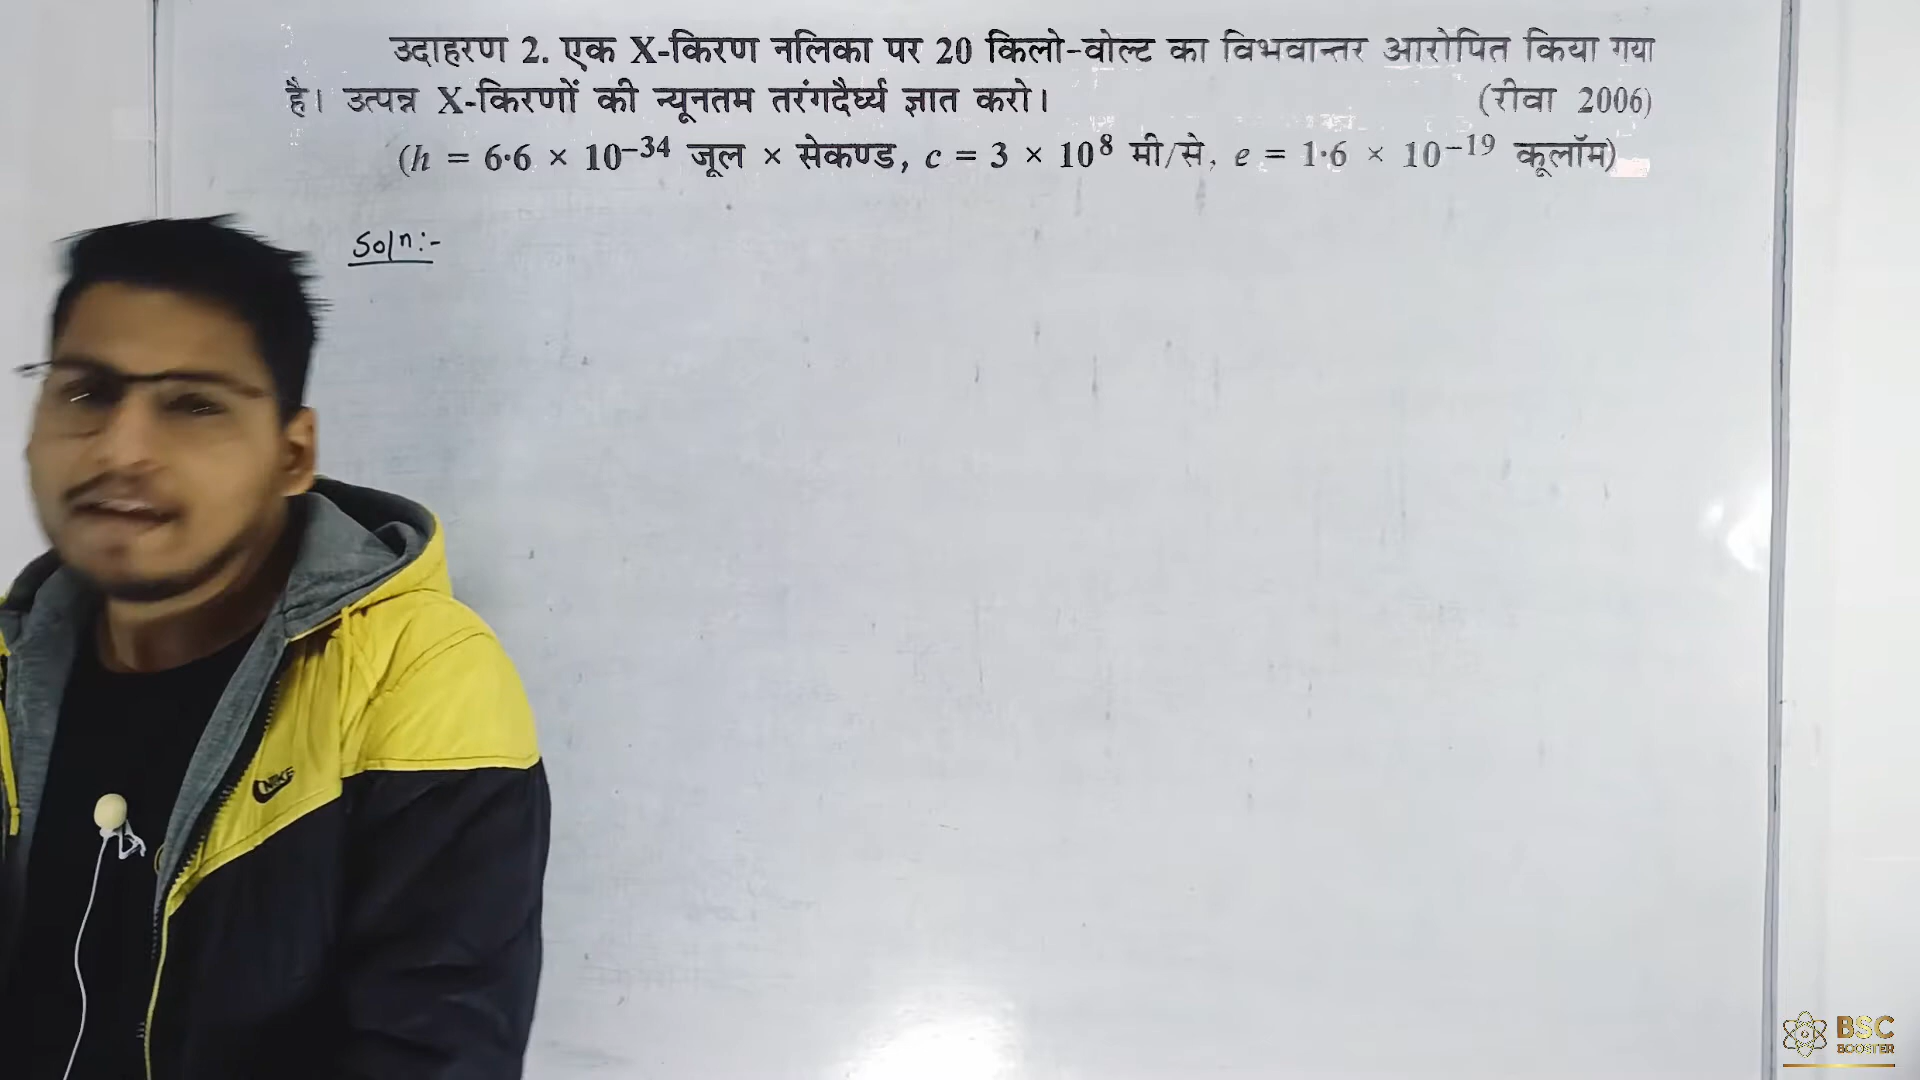 उदाहरण 2. एक X-किरण नलिका पर 20 किलो-वोल्ट का विभवान्तर आरोपित किया गया
है। उत्पन्न X-किरणों की न्यूनतम तरंगदैर्घ्य ज्ञात करो। (रीवा 2006)
(h = 6·6 × 10⁻³⁴ जूल × सेकण्ड, c = 3 × 10⁸ मी/से, e = 1·6 × 10⁻¹⁹ कूलॉम)
Solⁿ:-
NIKE
BSC
BOOSTER